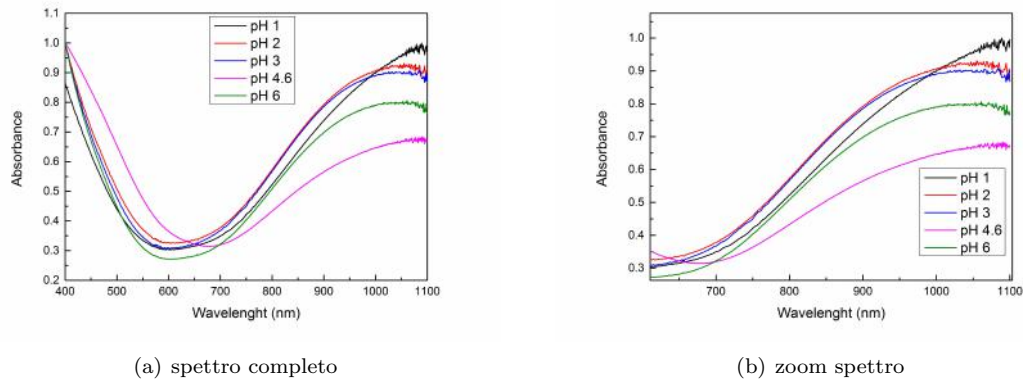 1.1
1.0
0.9
0.8
0.7
0.6
0.5
0.4
0.3
0.2
Absorbance
pH 1
pH 2
pH 3
pH 4.6
pH 6
400 500 600 700 800 900 1000 1100
Wavelenght (nm)
(a) spettro completo
1.0
0.9
0.8
0.7
0.6
0.5
0.4
0.3
Absorbance
pH 1
pH 2
pH 3
pH 4.6
pH 6
700 800 900 1000 1100
Wavelenght (nm)
(b) zoom spettro